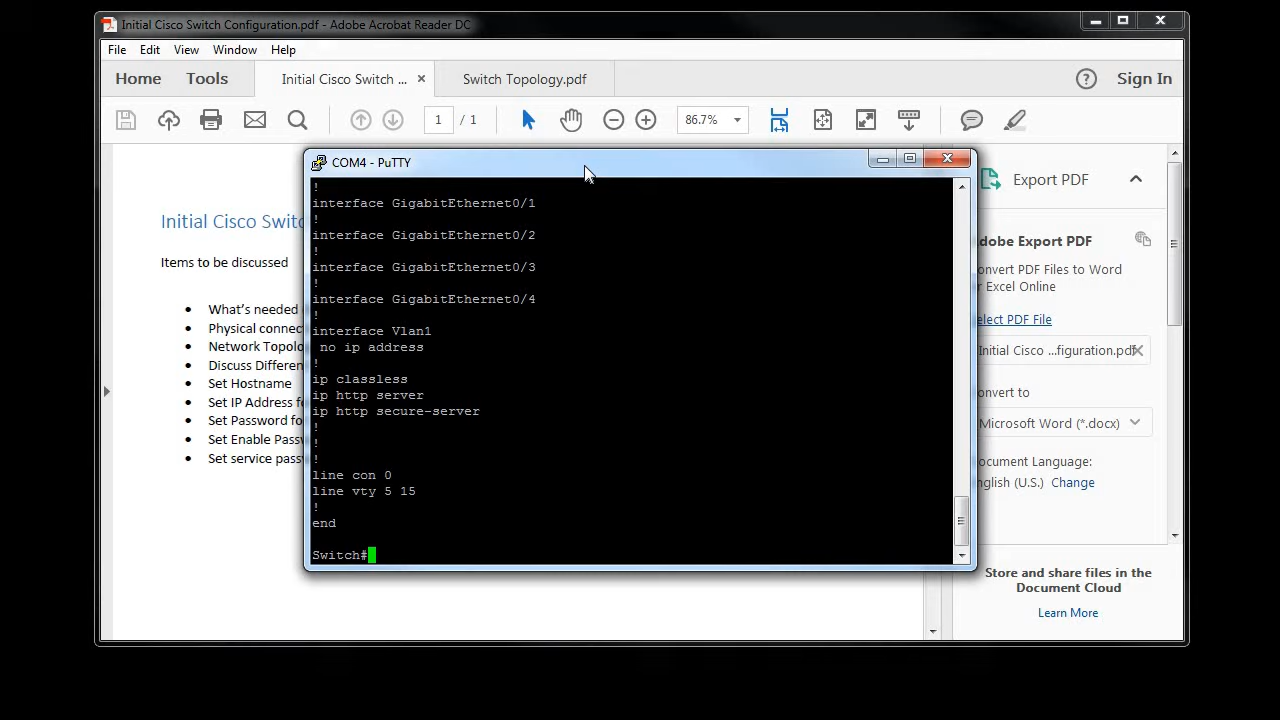 Initial Cisco Switch Configuration.pdf - Adobe Acrobat Reader DC
File Edit View Window Help
Home Tools Initial Cisco Switch ... × Switch Topology.pdf ? Sign In
1 / 1 86.7%
COM4 - PuTTY
!
interface GigabitEthernet0/1
!
interface GigabitEthernet0/2
!
interface GigabitEthernet0/3
!
interface GigabitEthernet0/4
!
interface Vlan1
no ip address
!
ip classless
ip http server
ip http secure-server
!
!
!
line con 0
line vty 5 15
!
end
Switch#
Initial Cisco Switc
Items to be discussed
• What's needed
• Physical connect
• Network Topolo
• Discuss Differen
• Set Hostname
• Set IP Address fo
• Set Password fo
• Set Enable Passw
• Set service passw
Export PDF
dobe Export PDF
onvert PDF Files to Word
r Excel Online
elect PDF File
Initial Cisco ...figuration.pdf
onvert to
Microsoft Word (*.docx)
ocument Language:
nglish (U.S.) Change
Store and share files in the
Document Cloud
Learn More